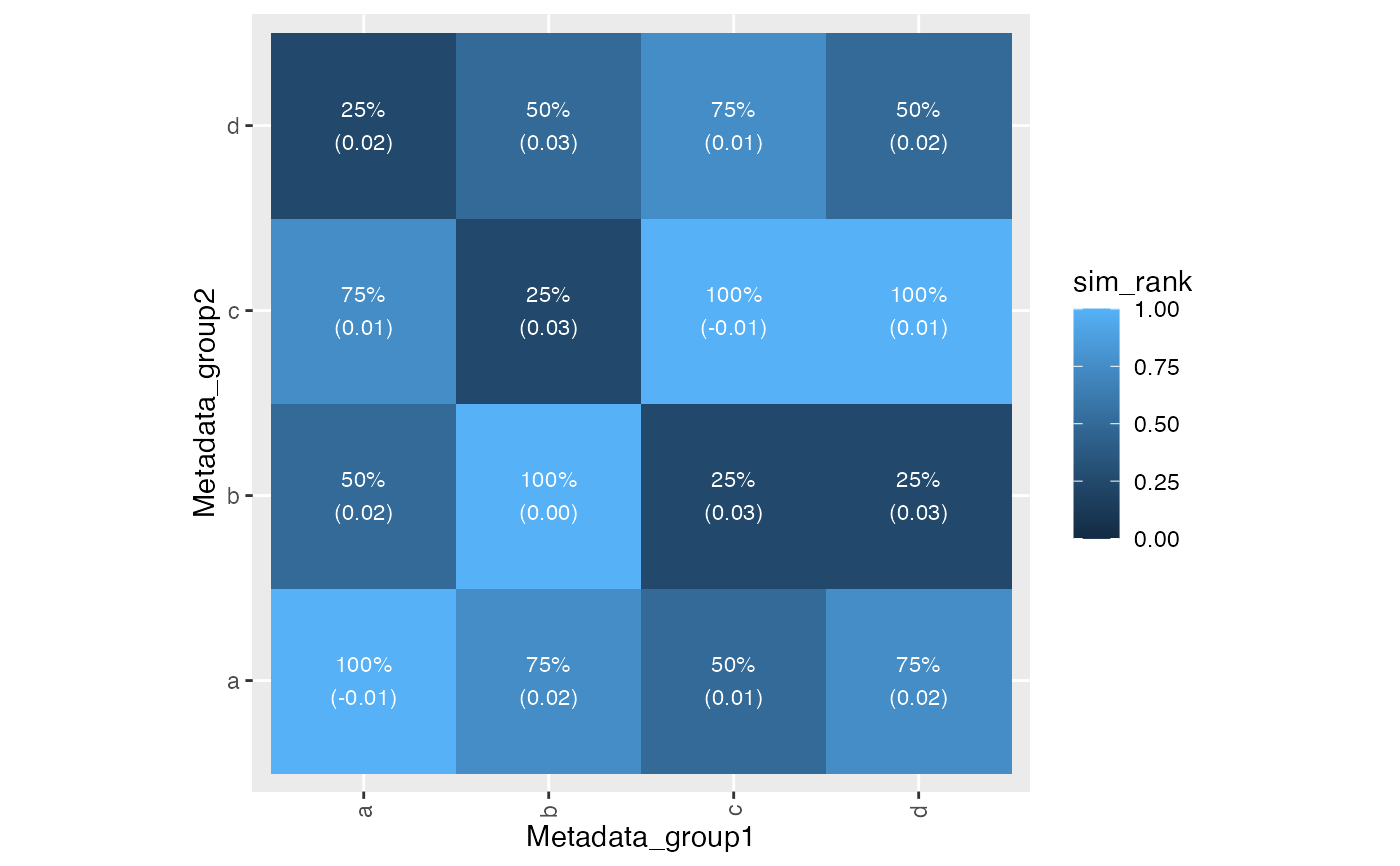 25% 50% 75% 50%
(0.02) (0.03) (0.01) (0.02)
d
75% 25% 100% 100%
(0.01) (0.03) (-0.01) (0.01)
c
50% 100% 25% 25%
(0.02) (0.00) (0.03) (0.03)
b
100% 75% 50% 75%
(-0.01) (0.02) (0.01) (0.02)
a
Metadata_group2
a b c d
Metadata_group1
sim_rank
1.00
0.75
0.50
0.25
0.00